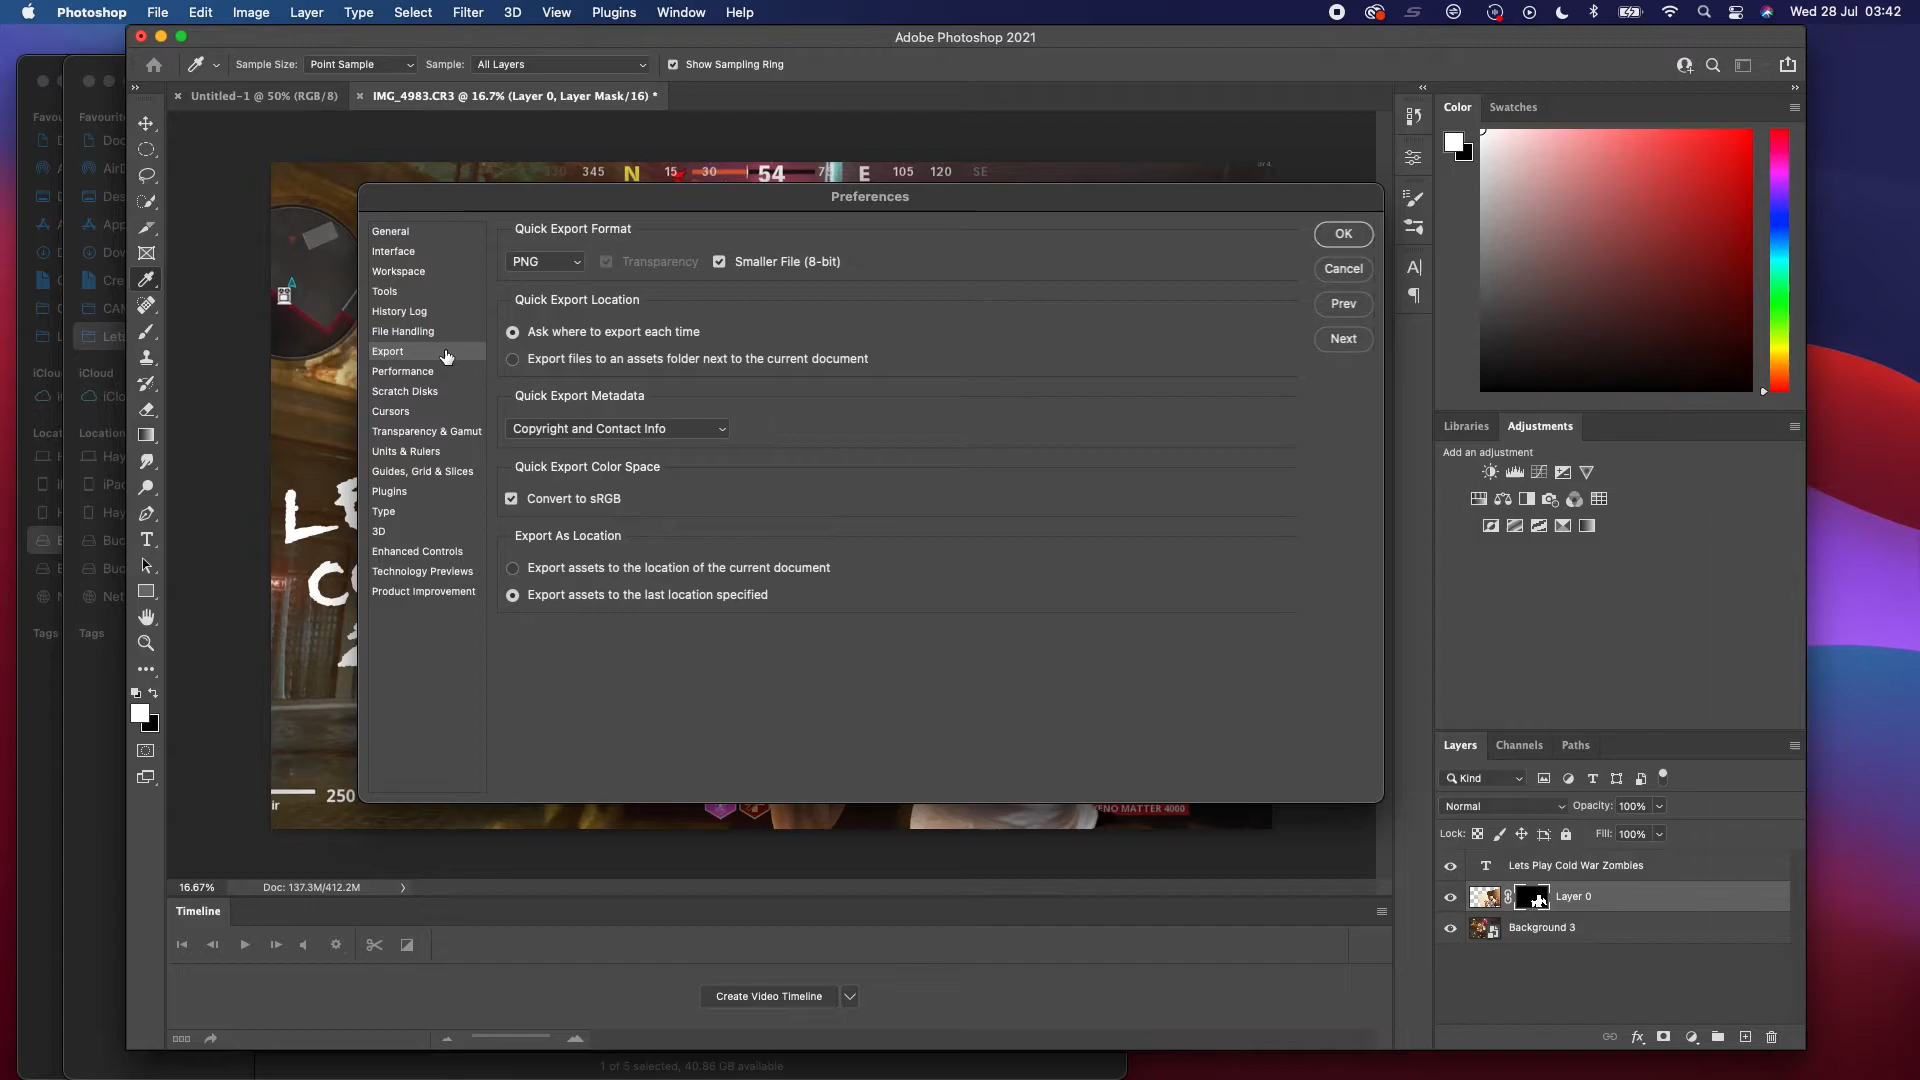 Photoshop File Edit Image Layer Type Select Filter 3D View Plugins Window Help Wed 28 Jul 03:42
Adobe Photoshop 2021
Sample Size: Point Sample Sample: All Layers Show Sampling Ring
Untitled-1 @ 50% (RGB/8) IMG_4983.CR3 @ 16.7% (Layer 0, Layer Mask/16) *
Color Swatches
345 N 15 30 54 75 E 105 120 SE
Preferences
General
Interface
Workspace
Tools
History Log
File Handling
Export
Performance
Scratch Disks
Cursors
Transparency & Gamut
Units & Rulers
Guides, Grid & Slices
Plugins
Type
3D
Enhanced Controls
Technology Previews
Product Improvement
Quick Export Format
PNG Transparency Smaller File (8-bit)
Quick Export Location
Ask where to export each time
Export files to an assets folder next to the current document
Quick Export Metadata
Copyright and Contact Info
Quick Export Color Space
Convert to sRGB
Export As Location
Export assets to the location of the current document
Export assets to the last location specified
OK
Cancel
Prev
Next
Favou Favourite
iCloud iCloud
Locat Location
Tags Tags
250
MATTER 4000
Libraries Adjustments
Add an adjustment
Layers Channels Paths
Kind
Normal Opacity: 100%
Lock: Fill: 100%
Lets Play Cold War Zombies
Layer 0
Background 3
16.67% Doc: 137.3M/412.2M
Timeline
Create Video Timeline
1 of 5 selected, 40.86 GB available